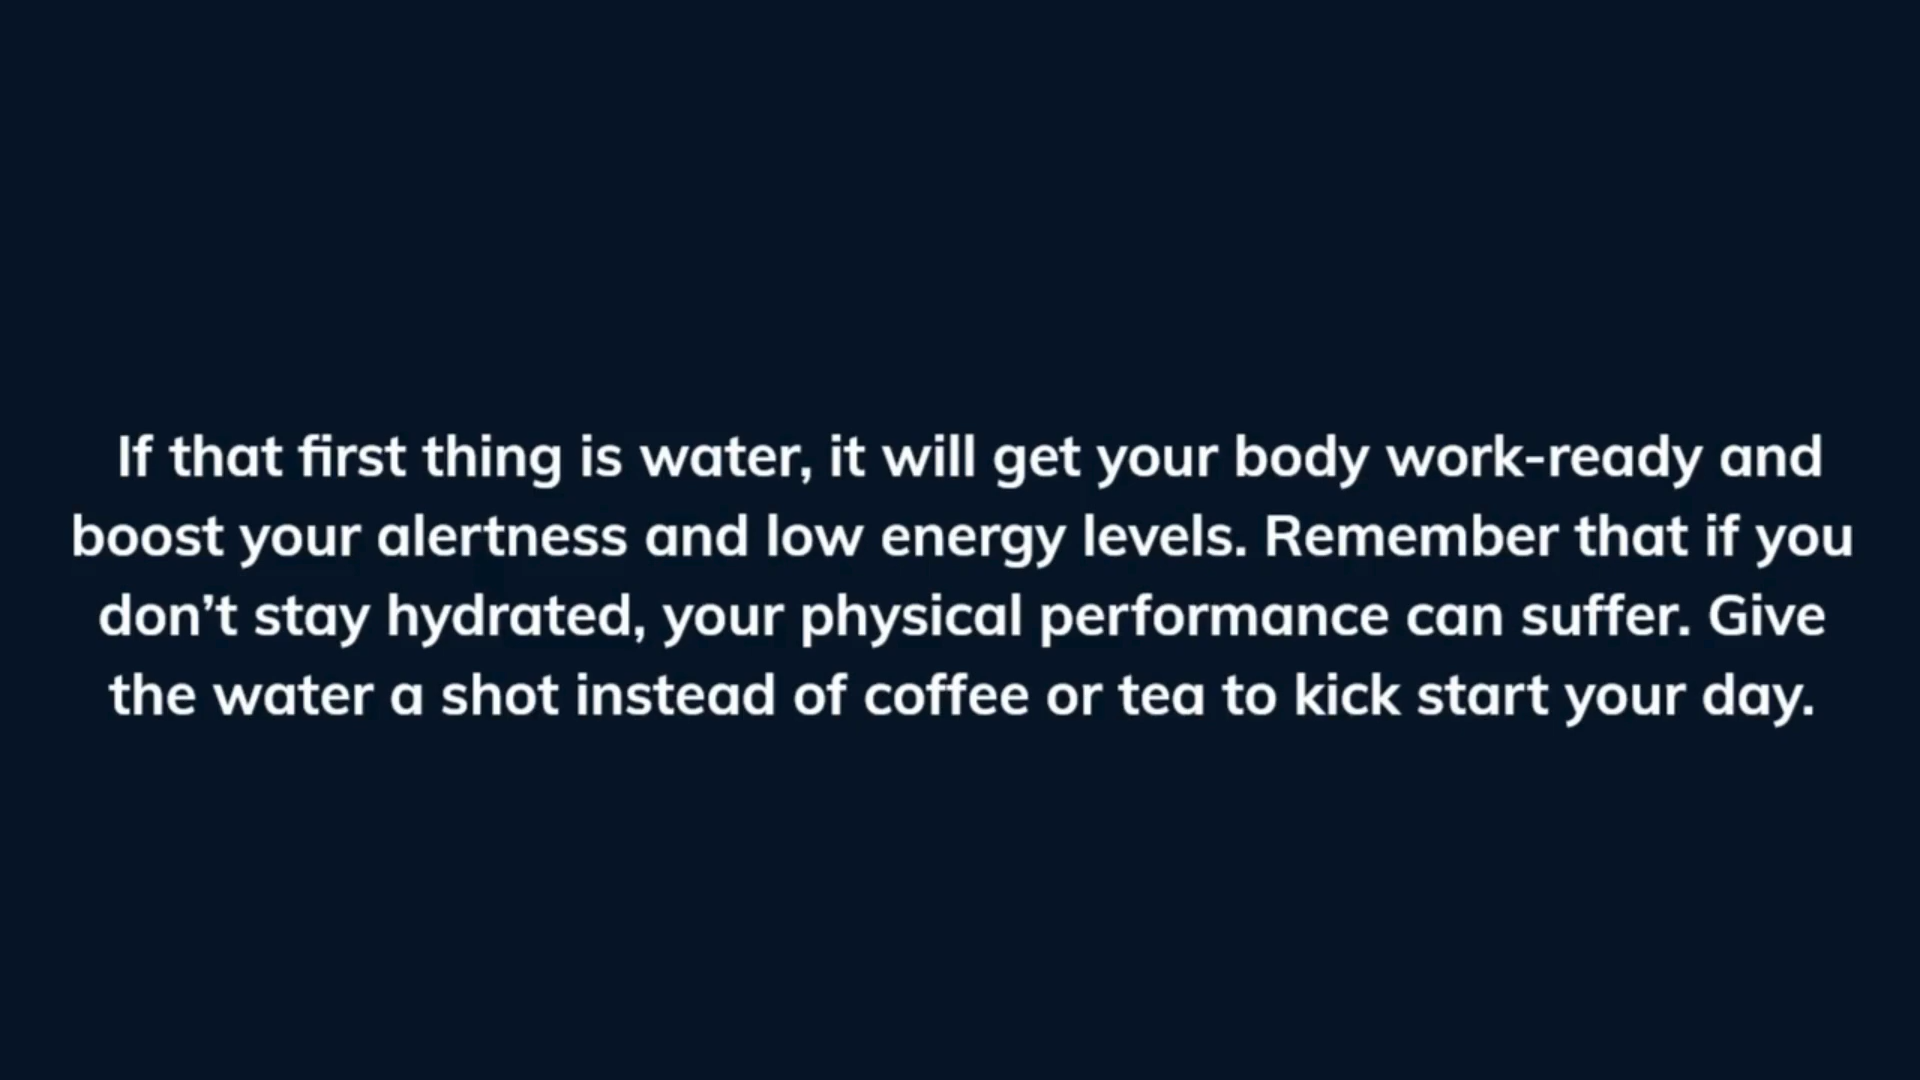 If that first thing is water, it will get your body work-ready and
boost your alertness and low energy levels. Remember that if you
don’t stay hydrated, your physical performance can suffer. Give
the water a shot instead of coffee or tea to kick start your day.